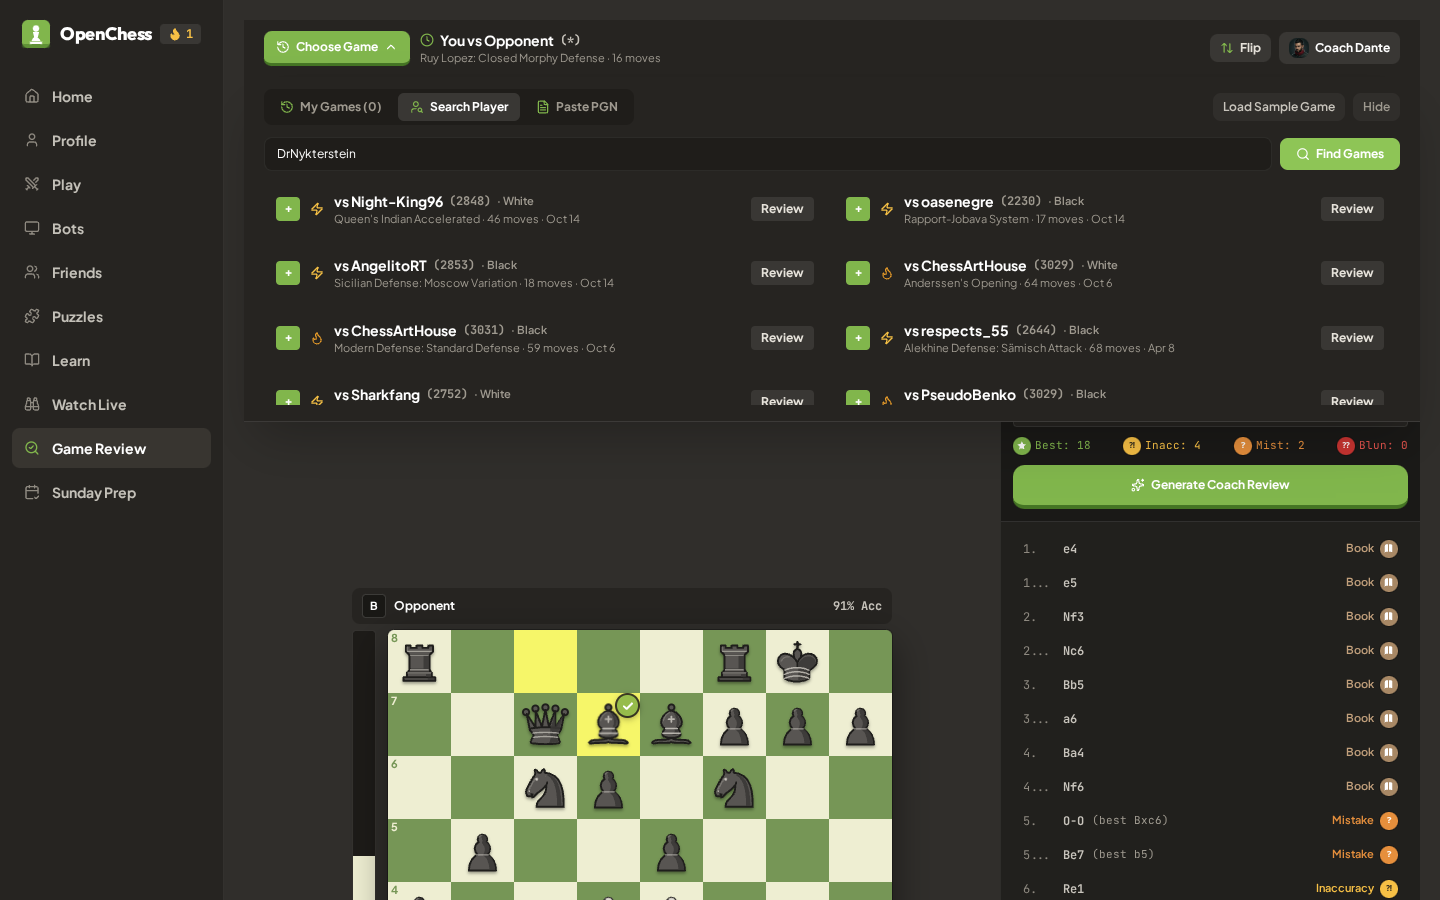 OpenChess 1
Home
Profile
Play
Bots
Friends
Puzzles
Learn
Watch Live
Game Review
Sunday Prep
Choose Game
You vs Opponent (*)
Ruy Lopez: Closed Morphy Defense · 16 moves
Flip
Coach Dante
My Games (0)
Search Player
Paste PGN
Load Sample Game
Hide
DrNykterstein
Find Games
+ vs Night-King96 (2848) · White
Queen's Indian Accelerated · 46 moves · Oct 14
Review
+ vs oasenegre (2230) · Black
Rapport-Jobava System · 17 moves · Oct 14
Review
+ vs AngelitoRT (2853) · Black
Sicilian Defense: Moscow Variation · 18 moves · Oct 14
Review
+ vs ChessArtHouse (3029) · White
Anderssen's Opening · 64 moves · Oct 6
Review
+ vs ChessArtHouse (3031) · Black
Modern Defense: Standard Defense · 59 moves · Oct 6
Review
+ vs respects_55 (2644) · Black
Alekhine Defense: Sämisch Attack · 68 moves · Apr 8
Review
+ vs Sharkfang (2752) · White
Review
+ vs PseudoBenko (3029) · Black
Review
Best: 18
?! Inacc: 4
? Mist: 2
?? Blun: 0
Generate Coach Review
B Opponent 91% Acc
8
7
6
5
4
1. e4 Book
1... e5 Book
2. Nf3 Book
2... Nc6 Book
3. Bb5 Book
3... a6 Book
4. Ba4 Book
4... Nf6 Book
5. O-O (best Bxc6) Mistake ?
5... Be7 (best b5) Mistake ?
6. Re1 Inaccuracy ?!